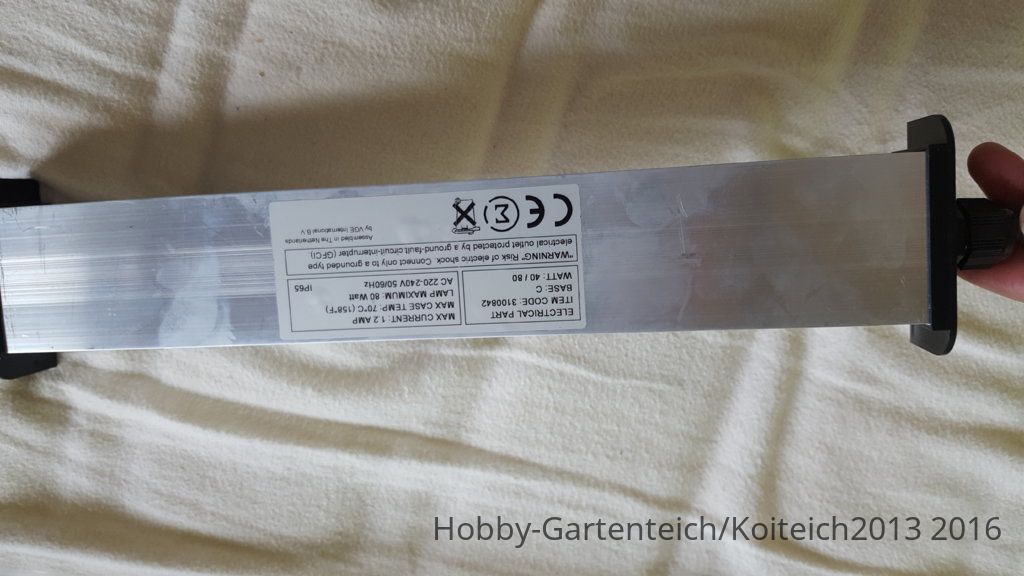 ELECTRICAL PART
ITEM CODE: 3100842
BASE: C
WATT: 40 / 80
MAX CURRENT: 1.2 AMP
MAX CASE TEMP: 70°C (158°F)
LAMP MAXIMUM: 80 Watt
AC 220-240V 50/60Hz
IP65
"WARNING" Risk of electric shock. Connect only to a grounded type
electrical outlet protected by a ground-fault circuit-interrupter (GFCI)
CE
Assembled in The Netherlands
by VGE International B.V
Hobby-Gartenteich/Koiteich2013 2016